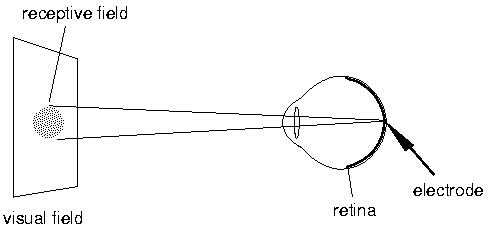 receptive field
visual field
retina
electrode